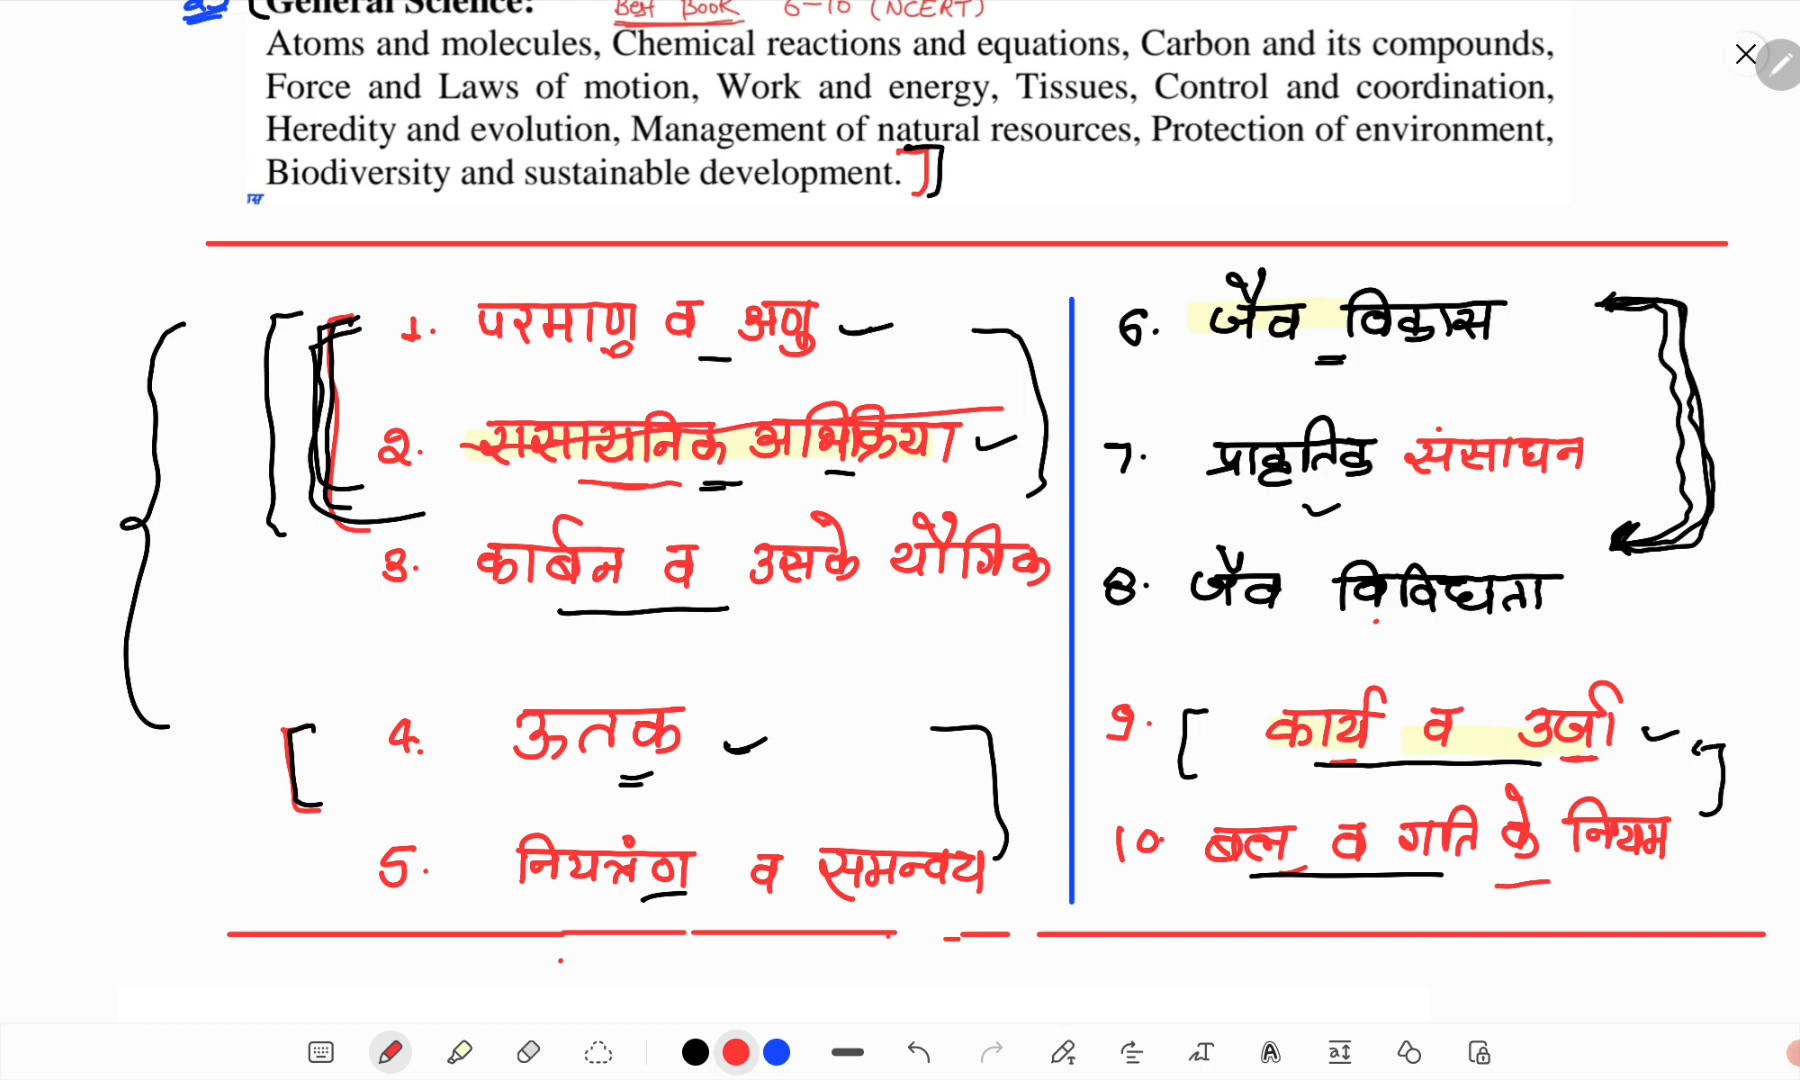 General Science: Best Book 6-10 (NCERT)
Atoms and molecules, Chemical reactions and equations, Carbon and its compounds,
Force and Laws of motion, Work and energy, Tissues, Control and coordination,
Heredity and evolution, Management of natural resources, Protection of environment,
Biodiversity and sustainable development.
1. परमाणु व अणु
2. रासायनिक अभिक्रिया
3. कार्बन व उसके यौगिक
4. ऊतक
5. नियत्रंण व समन्वय
6. जैव विकास
7. प्राकृतिक संसाधन
8. जैव विविधता
9. कार्य व उर्जा
10. बल व गति के नियम